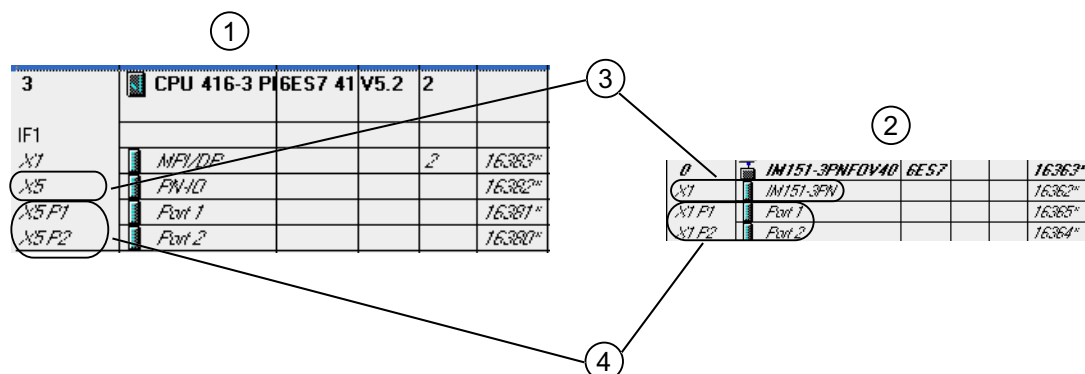 1
3 CPU 416-3 PI 6ES7 41 V5.2 2
IF1
X1 MPI/DP 2 16383*
X5 PN-IO 16382*
X5 P1 Port 1 16381*
X5 P2 Port 2 16380*
3
2
0 IM151-3PNFOV40 6ES7 16363*
X1 IM151-3PN 16362*
X1 P1 Port 1 16365*
X1 P2 Port 2 16364*
4